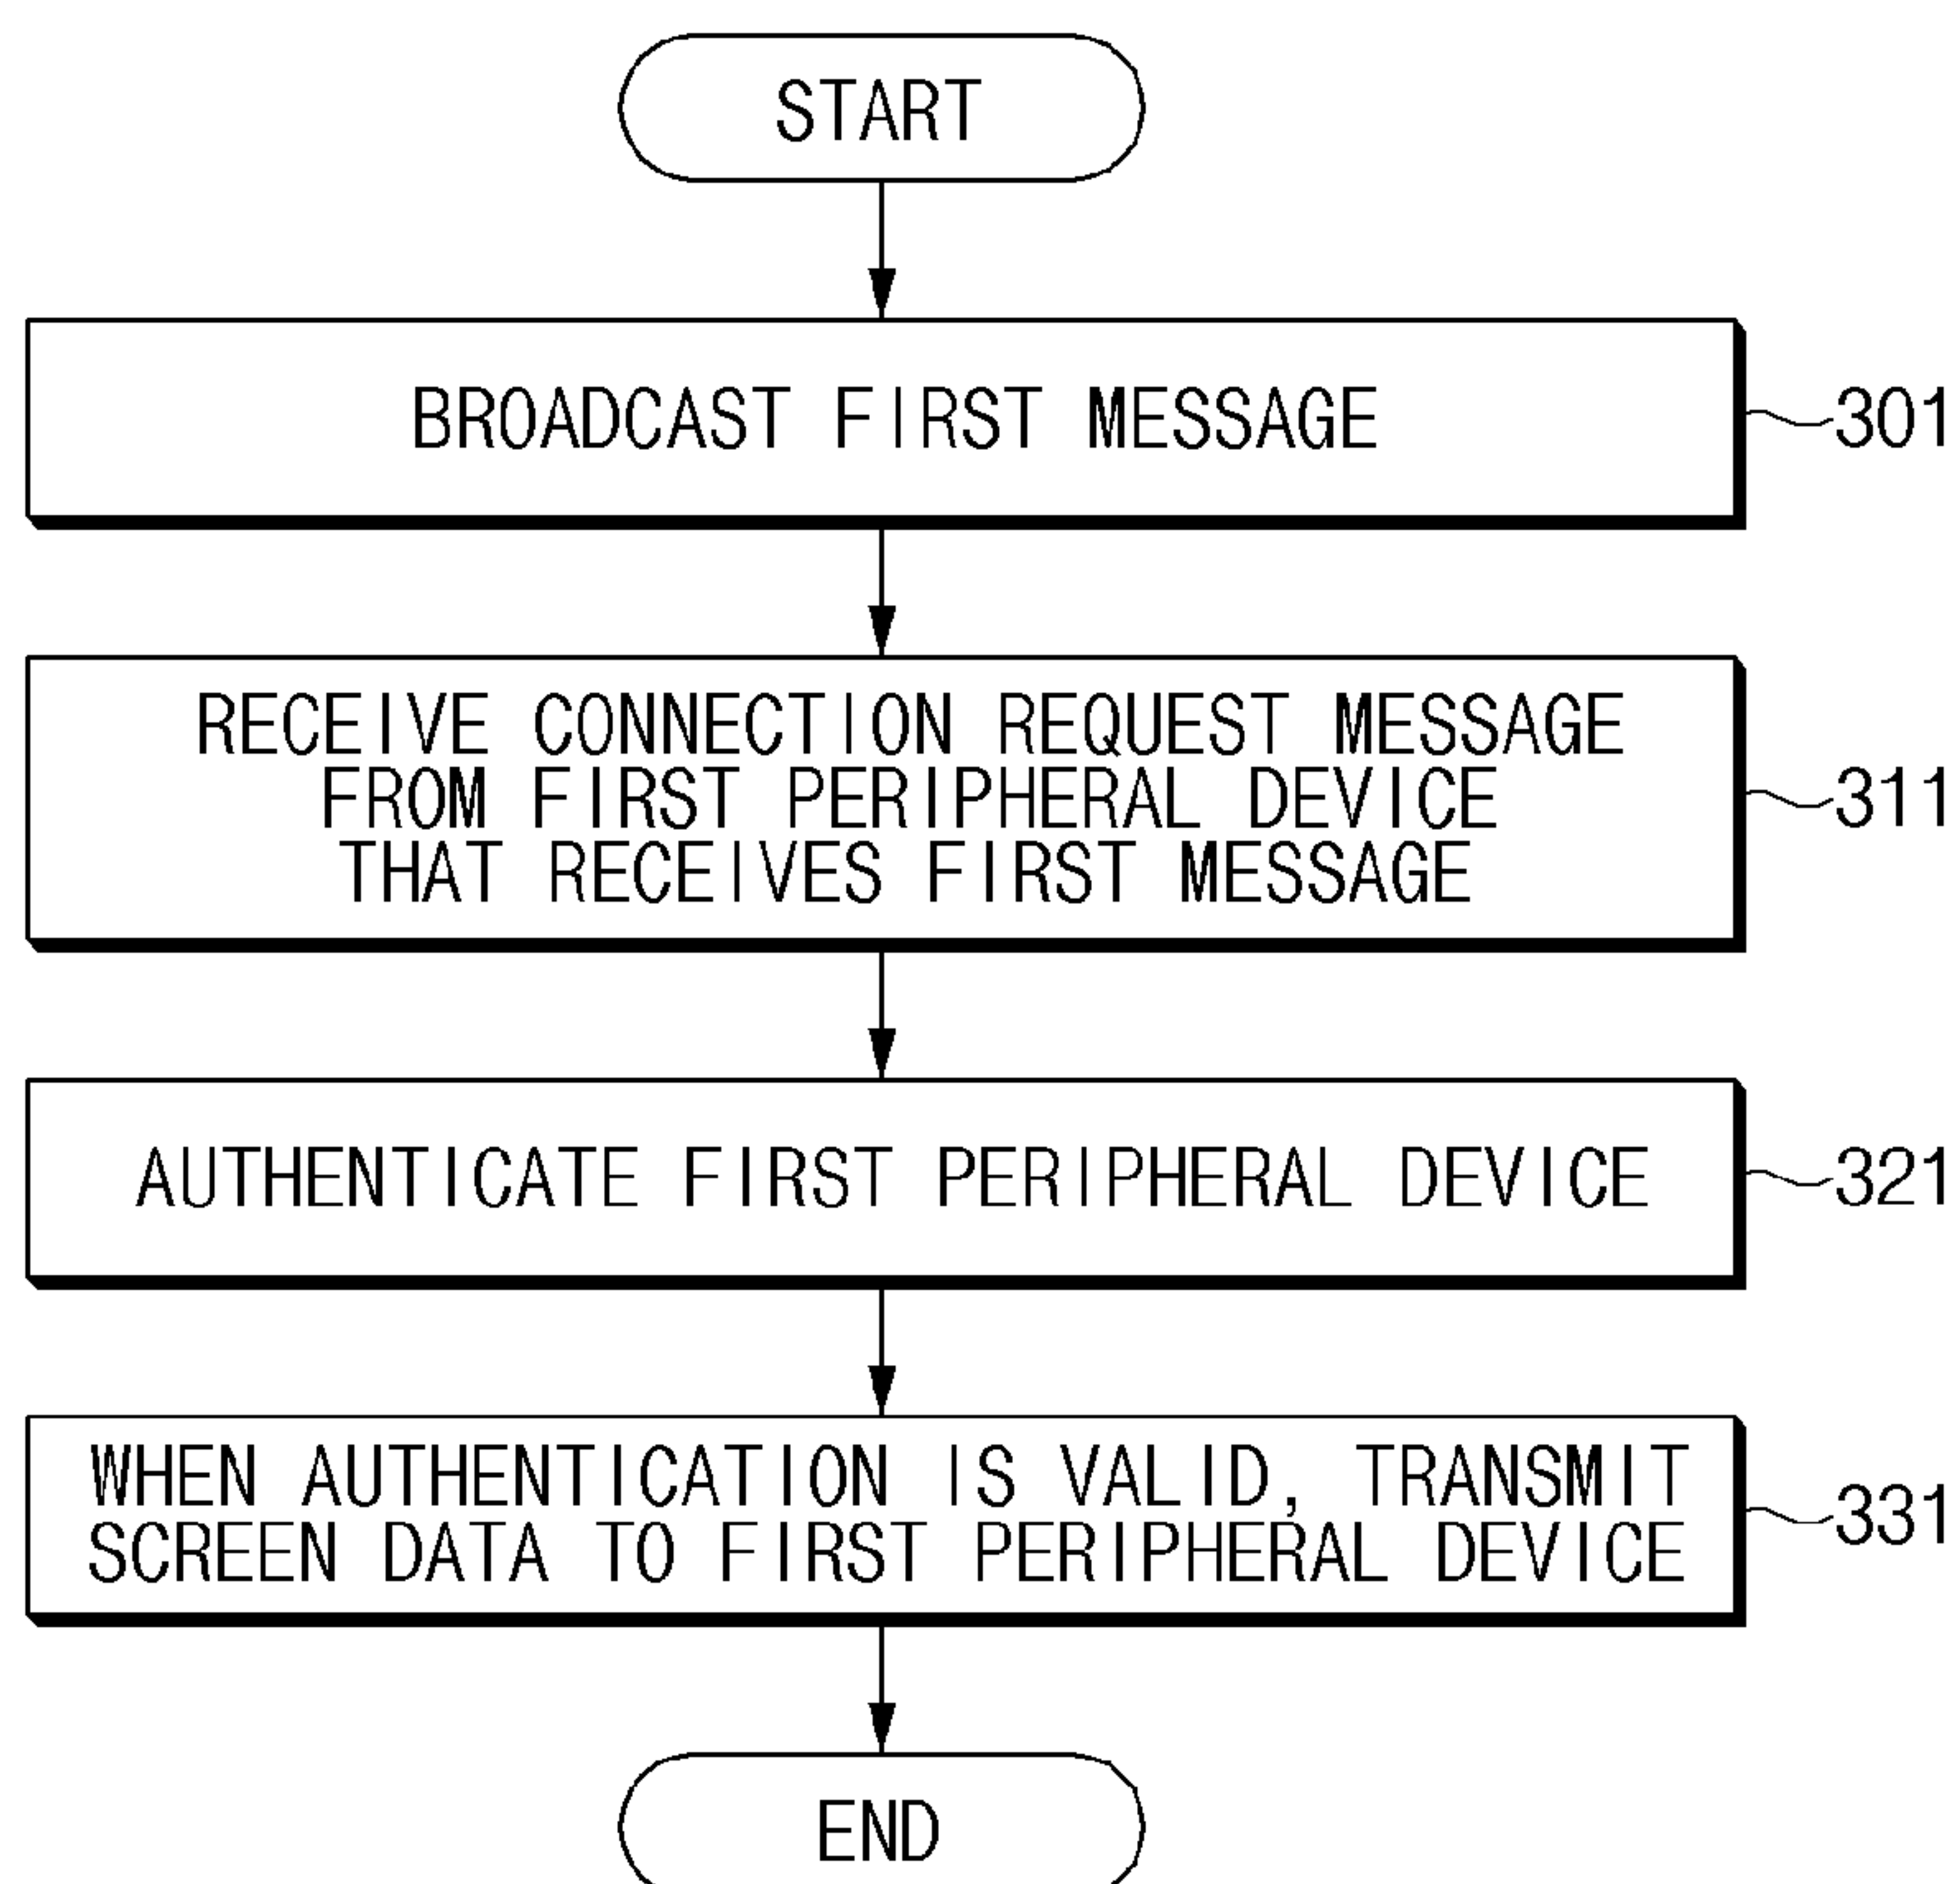 START
BROADCAST FIRST MESSAGE
301
RECEIVE CONNECTION REQUEST MESSAGE
FROM FIRST PERIPHERAL DEVICE
THAT RECEIVES FIRST MESSAGE
311
AUTHENTICATE FIRST PERIPHERAL DEVICE
321
WHEN AUTHENTICATION IS VALID, TRANSMIT
SCREEN DATA TO FIRST PERIPHERAL DEVICE
331
END